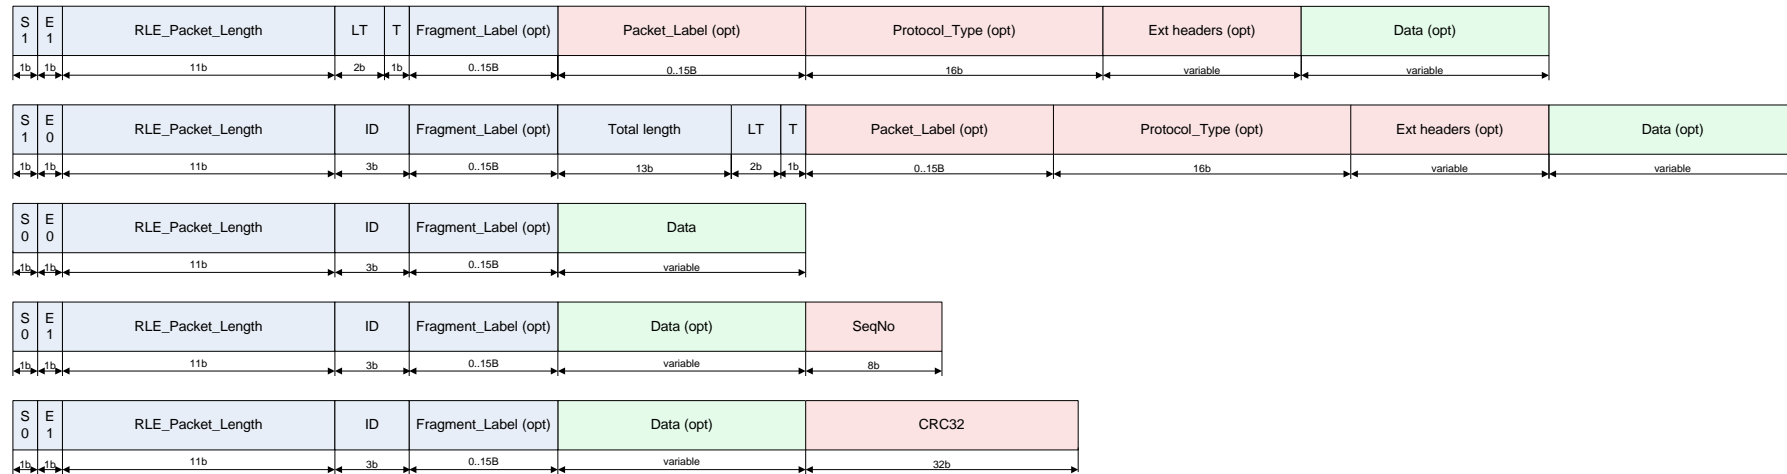 S E RLE_Packet_Length LT T Fragment_Label (opt) Packet_Label (opt) Protocol_Type (opt) Ext headers (opt) Data (opt)
1 1
1b 1b 11b 2b 1b 0..15B 0..15B 16b variable variable
S E RLE_Packet_Length ID Fragment_Label (opt) Total length LT T Packet_Label (opt) Protocol_Type (opt) Ext headers (opt) Data (opt)
1 0
1b 1b 11b 3b 0..15B 13b 2b 1b 0..15B 16b variable variable
S E RLE_Packet_Length ID Fragment_Label (opt) Data
0 0
1b 1b 11b 3b 0..15B variable
S E RLE_Packet_Length ID Fragment_Label (opt) Data (opt) SeqNo
0 1
1b 1b 11b 3b 0..15B variable 8b
S E RLE_Packet_Length ID Fragment_Label (opt) Data (opt) CRC32
0 1
1b 1b 11b 3b 0..15B variable 32b